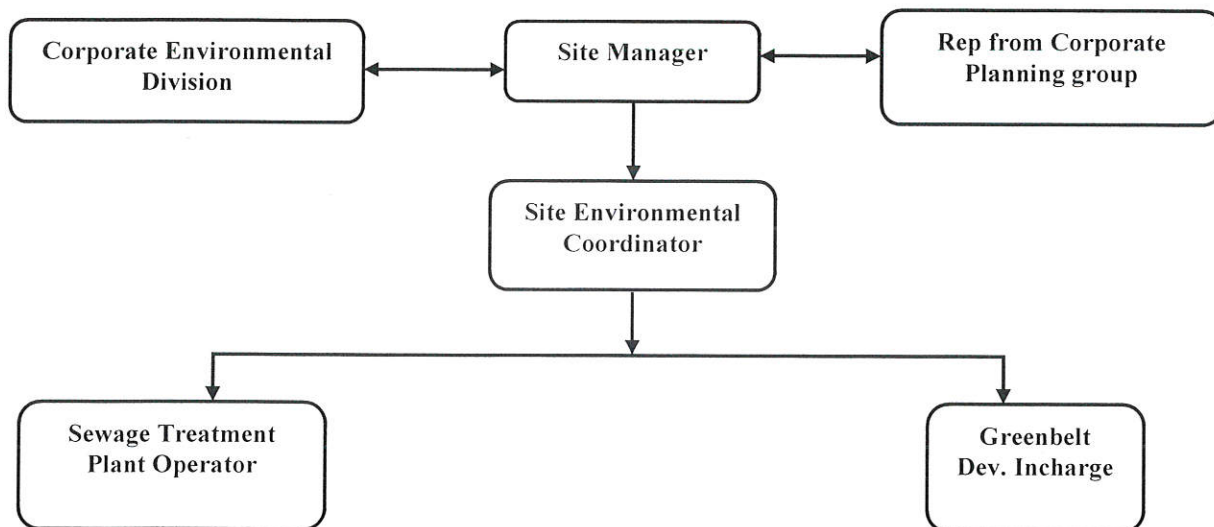 Corporate Environmental
Division
Site Manager
Rep from Corporate
Planning group
Site Environmental
Coordinator
Sewage Treatment
Plant Operator
Greenbelt
Dev. Incharge